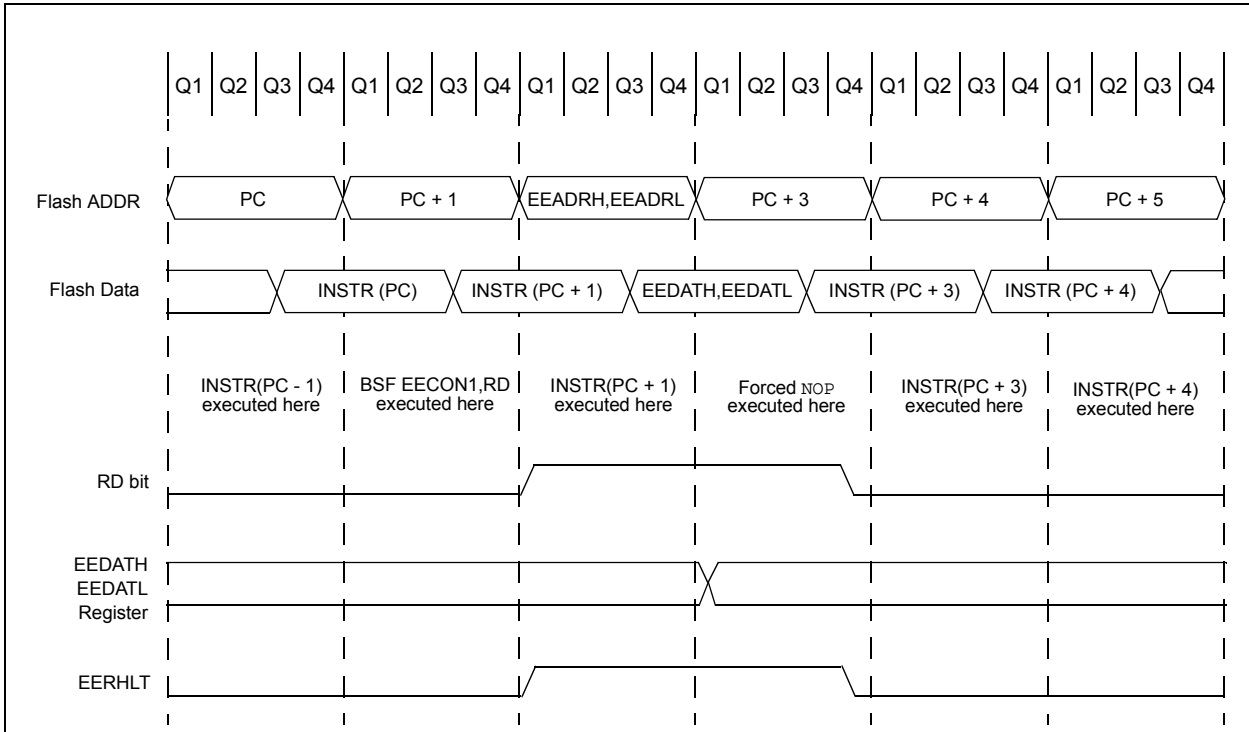 Q1 Q2 Q3 Q4 Q1 Q2 Q3 Q4 Q1 Q2 Q3 Q4 Q1 Q2 Q3 Q4 Q1 Q2 Q3 Q4 Q1 Q2 Q3 Q4
Flash ADDR PC PC + 1 EEADRH,EEADRL PC + 3 PC + 4 PC + 5
Flash Data INSTR (PC) INSTR (PC + 1) EEDATH,EEDATL INSTR (PC + 3) INSTR (PC + 4)
INSTR(PC - 1) BSF EECON1,RD INSTR(PC + 1) Forced NOP INSTR(PC + 3) INSTR(PC + 4)
executed here executed here executed here executed here executed here executed here
RD bit
EEDATH
EEDATL
Register
EERHLT